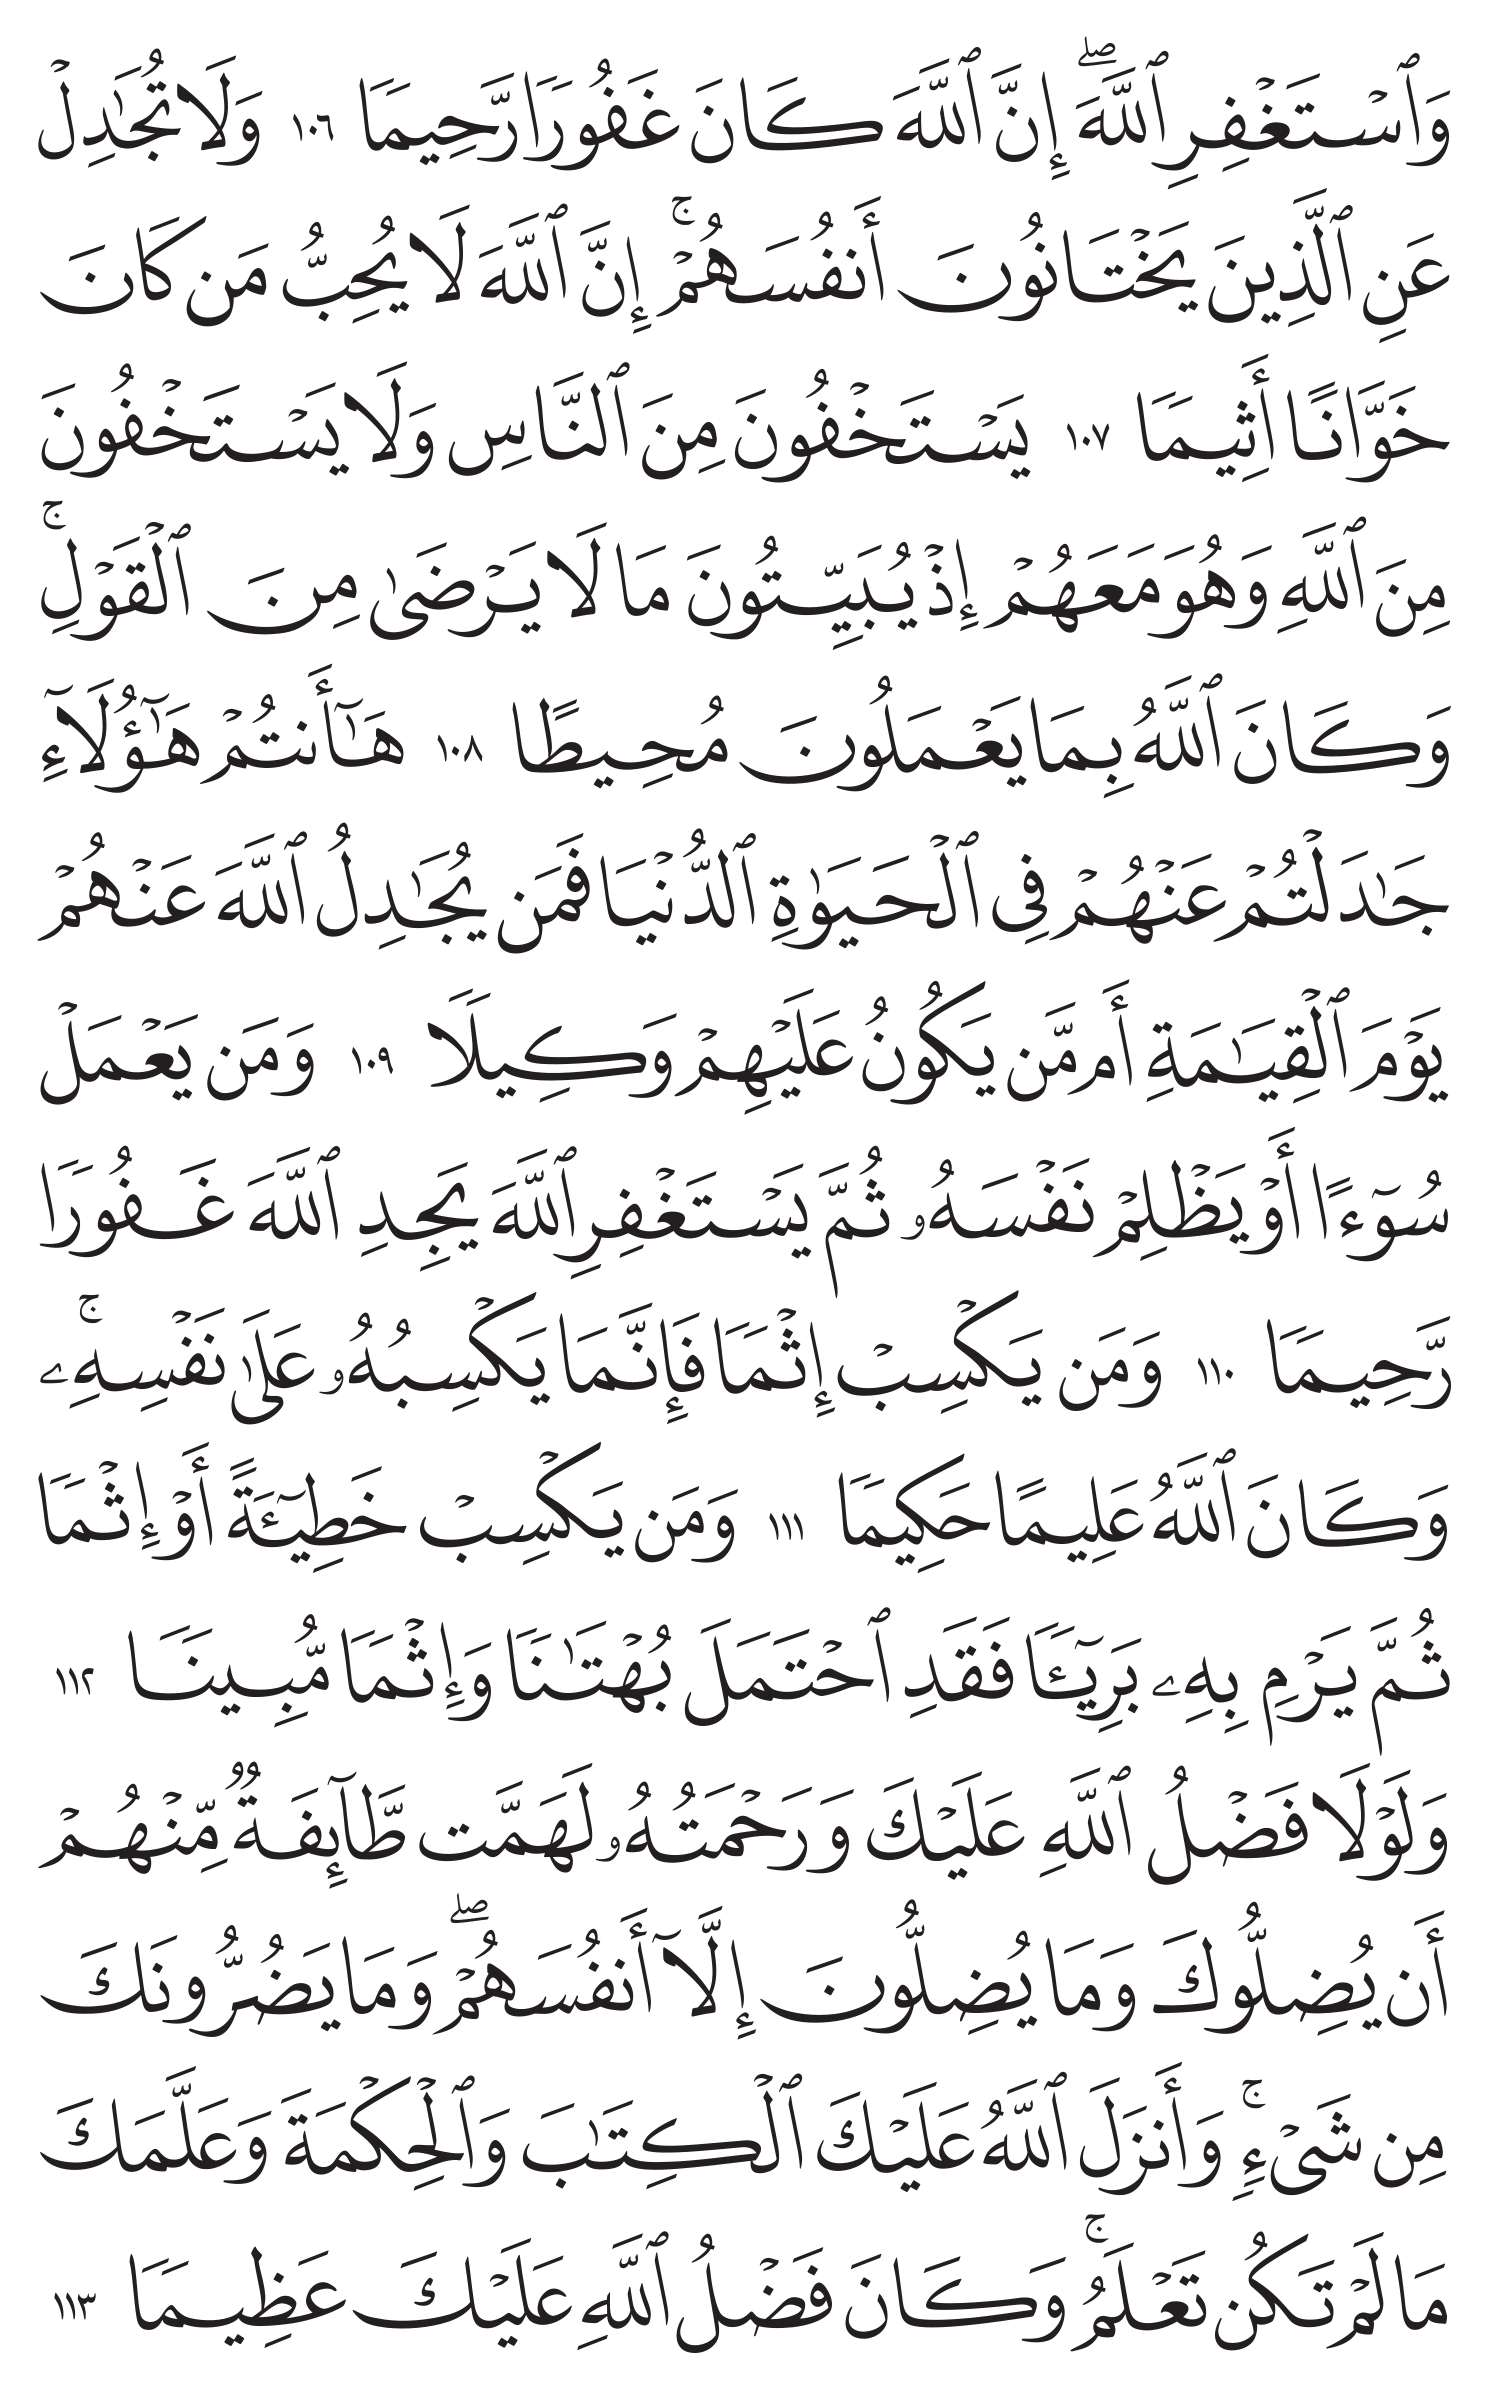 وَٱسۡتَغۡفِرِ ٱللَّهَۖ إِنَّ ٱللَّهَ كَانَ غَفُورٗا رَّحِيمٗا ١٠٦ وَلَا تُجَٰدِلۡ
عَنِ ٱلَّذِينَ يَخۡتَانُونَ أَنفُسَهُمۡۚ إِنَّ ٱللَّهَ لَا يُحِبُّ مَن كَانَ
خَوَّانًا أَثِيمٗا ١٠٧ يَسۡتَخۡفُونَ مِنَ ٱلنَّاسِ وَلَا يَسۡتَخۡفُونَ
مِنَ ٱللَّهِ وَهُوَ مَعَهُمۡ إِذۡ يُبَيِّتُونَ مَا لَا يَرۡضَىٰ مِنَ ٱلۡقَوۡلِۚ
وَكَانَ ٱللَّهُ بِمَا يَعۡمَلُونَ مُحِيطًا ١٠٨ هَٰٓأَنتُمۡ هَٰٓؤُلَآءِ
جَٰدَلۡتُمۡ عَنۡهُمۡ فِي ٱلۡحَيَوٰةِ ٱلدُّنۡيَا فَمَن يُجَٰدِلُ ٱللَّهَ عَنۡهُمۡ
يَوۡمَ ٱلۡقِيَٰمَةِ أَم مَّن يَكُونُ عَلَيۡهِمۡ وَكِيلٗا ١٠٩ وَمَن يَعۡمَلۡ
سُوٓءًا أَوۡ يَظۡلِمۡ نَفۡسَهُۥ ثُمَّ يَسۡتَغۡفِرِ ٱللَّهَ يَجِدِ ٱللَّهَ غَفُورٗا
رَّحِيمٗا ١١٠ وَمَن يَكۡسِبۡ إِثۡمٗا فَإِنَّمَا يَكۡسِبُهُۥ عَلَىٰ نَفۡسِهِۦۚ
وَكَانَ ٱللَّهُ عَلِيمًا حَكِيمٗا ١١١ وَمَن يَكۡسِبۡ خَطِيٓـَٔةً أَوۡ إِثۡمٗا
ثُمَّ يَرۡمِ بِهِۦ بَرِيٓـٔٗا فَقَدِ ٱحۡتَمَلَ بُهۡتَٰنٗا وَإِثۡمٗا مُّبِينٗا ١١٢
وَلَوۡلَا فَضۡلُ ٱللَّهِ عَلَيۡكَ وَرَحۡمَتُهُۥ لَهَمَّت طَّآئِفَةٞ مِّنۡهُمۡ
أَن يُضِلُّوكَ وَمَا يُضِلُّونَ إِلَّآ أَنفُسَهُمۡۖ وَمَا يَضُرُّونَكَ
مِن شَيۡءٖۚ وَأَنزَلَ ٱللَّهُ عَلَيۡكَ ٱلۡكِتَٰبَ وَٱلۡحِكۡمَةَ وَعَلَّمَكَ
مَا لَمۡ تَكُن تَعۡلَمُۚ وَكَانَ فَضۡلُ ٱللَّهِ عَلَيۡكَ عَظِيمٗا ١١٣